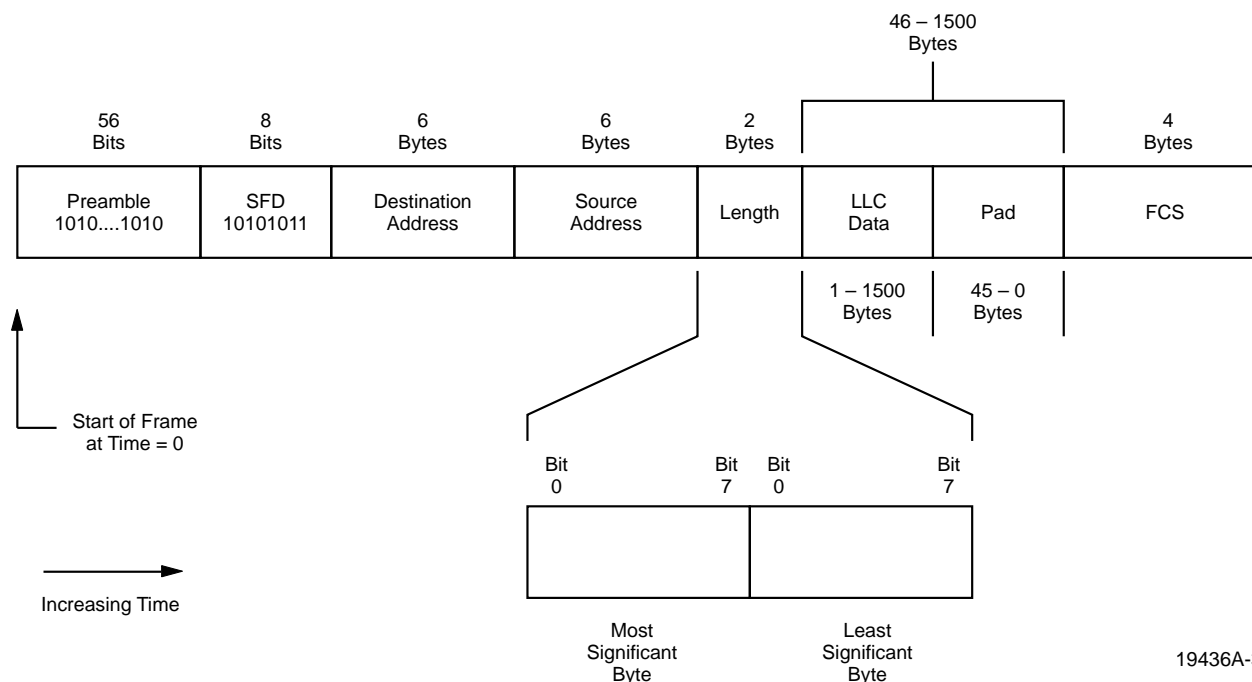 46 – 1500
Bytes
56
Bits
8
Bits
6
Bytes
6
Bytes
2
Bytes
4
Bytes
Preamble
1010....1010
SFD
10101011
Destination
Address
Source
Address
Length
LLC
Data
Pad
FCS
1 – 1500
Bytes
45 – 0
Bytes
Start of Frame
at Time = 0
Bit
0
Bit
7
Bit
0
Bit
7
Increasing Time
Most
Significant
Byte
Least
Significant
Byte
19436A-